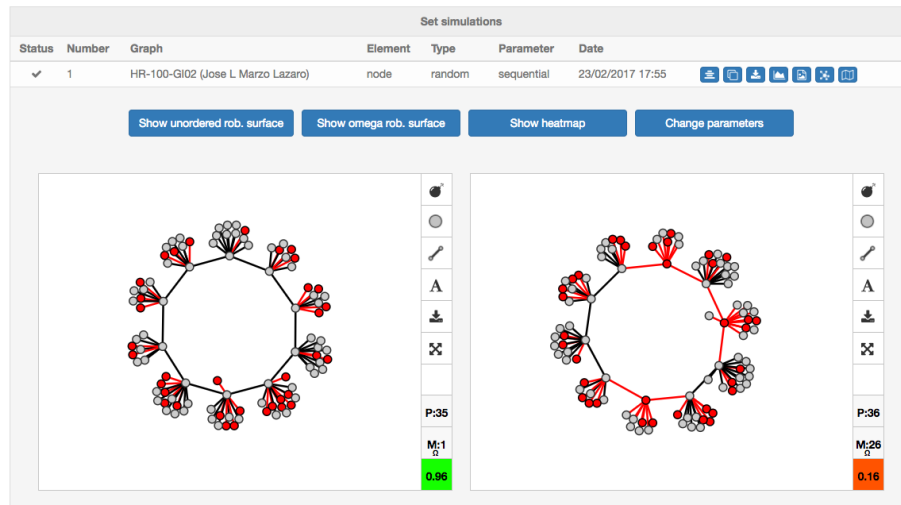 Set simulations
Status Number Graph Element Type Parameter Date
1 HR-100-GI02 (Jose L Marzo Lazaro) node random sequential 23/02/2017 17:55
Show unordered rob. surface Show omega rob. surface Show heatmap Change parameters
A A
P:35 P:36
M:1 M:26
Ω Ω
0.96 0.16